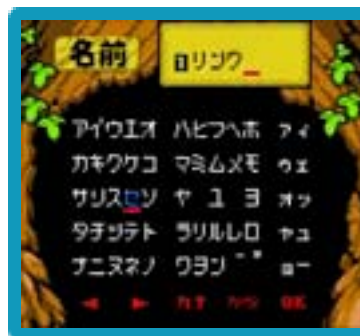 名前
1リンク_
アイウエオ ハヒフヘホ ァィ
カキクケコ マミムメモ ゥェ
サシスセソ ヤ ユ ヨ ォッ
タチツテト ラリルレロ ャュ
ナニヌネノ ワヲン゛゜ ョー
◀ ▶ カナ OK